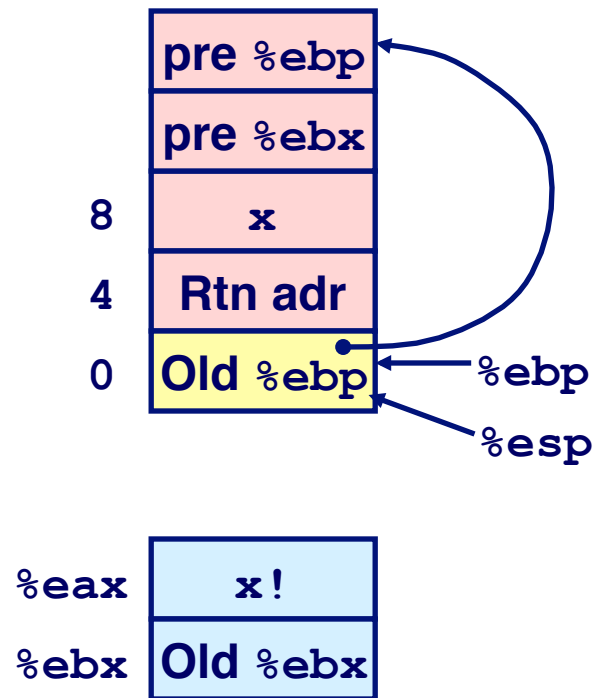 pre %ebp
pre %ebx
8 x
4 Rtn adr
0 Old %ebp %ebp
%esp
%eax x!
%ebx Old %ebx